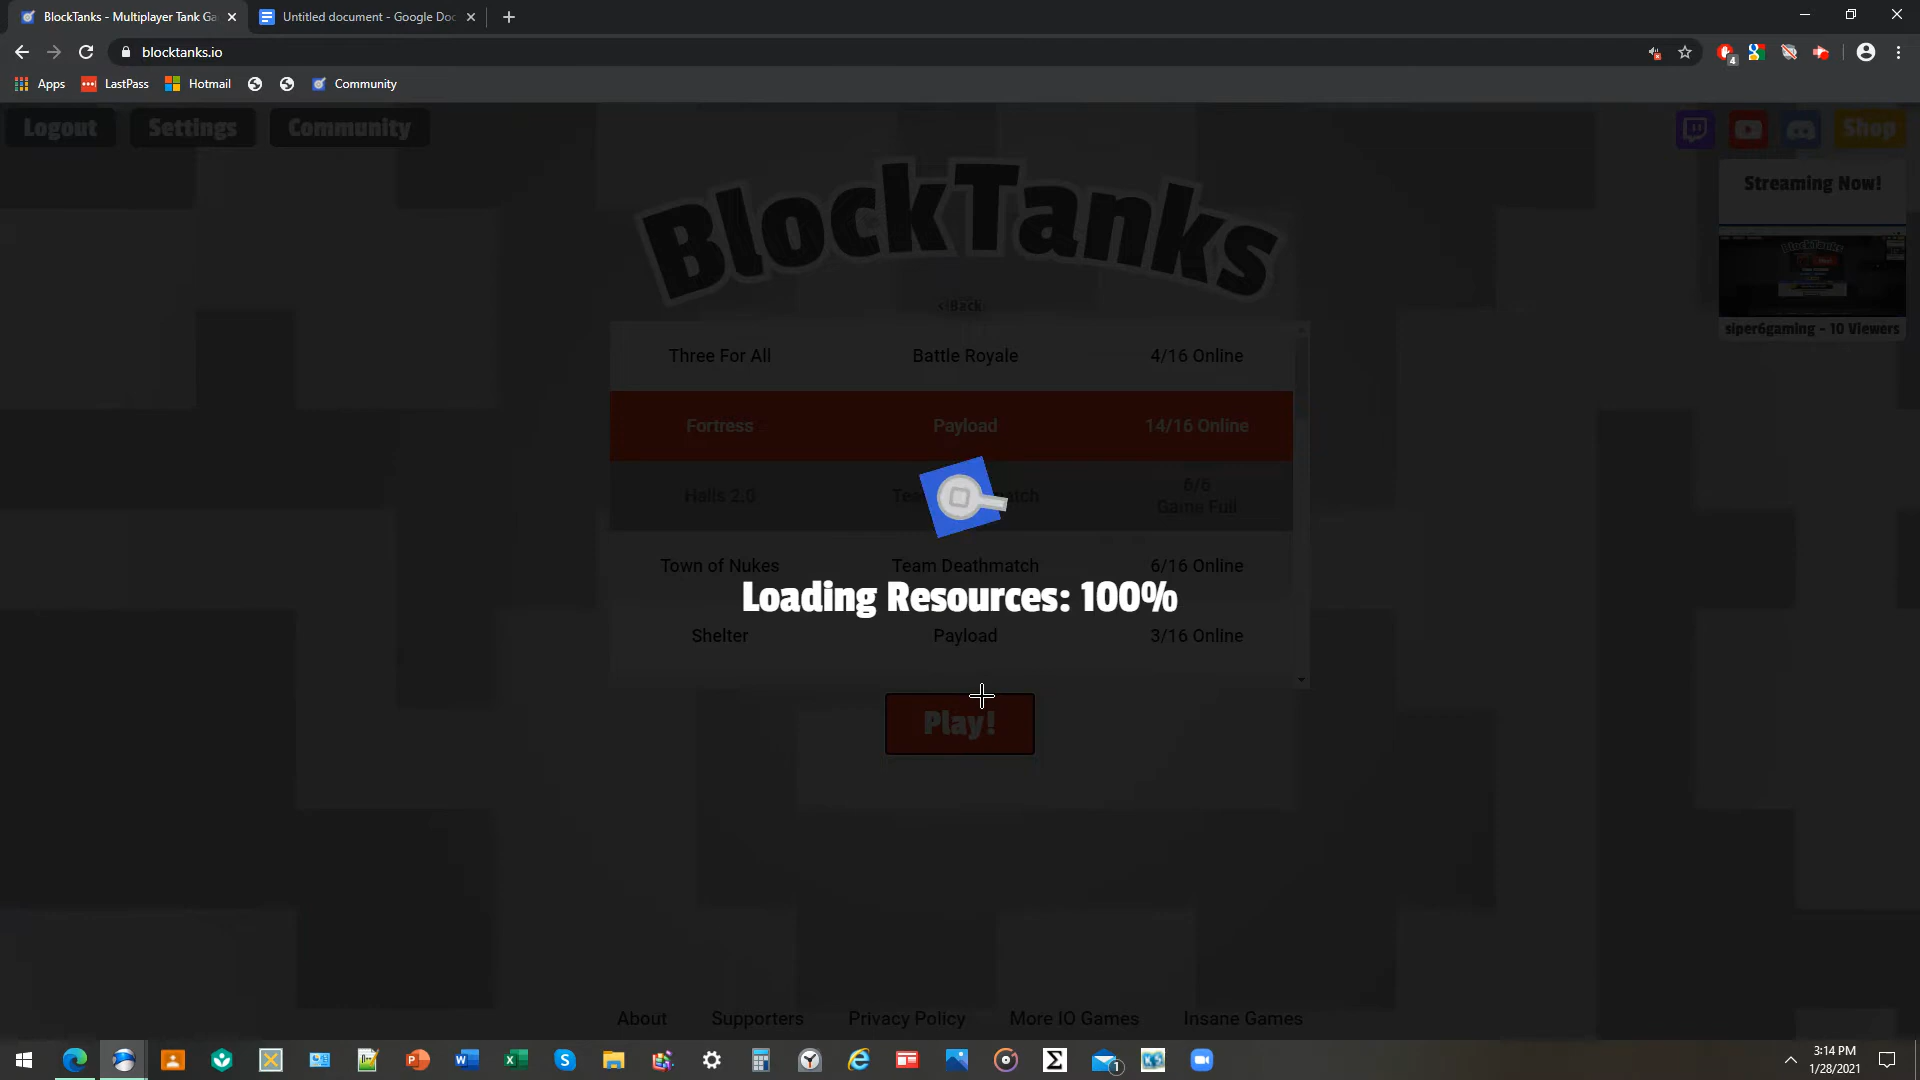 BlockTanks - Multiplayer Tank Ga
Untitled document - Google Doc
blocktanks.io
4
Apps
LastPass
Hotmail
Community
Logout
Settings
Community
Shop
BlockTanks
Streaming Now!
siper6gaming - 10 Viewers
Back
Three For All Battle Royale 4/16 Online
Fortress Payload 14/16 Online
Halls 2.0 6/6
Game Full
Town of Nukes Team Deathmatch 6/16 Online
Loading Resources: 100%
Shelter Payload 3/16 Online
Play!
About Supporters Privacy Policy More IO Games Insane Games
3:14 PM
1/28/2021
1